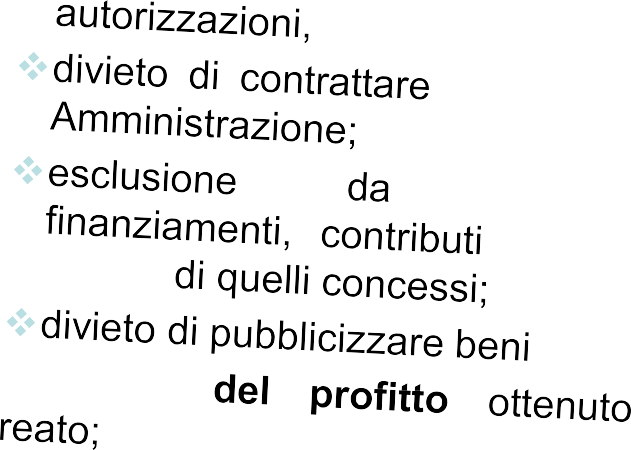 autorizzazioni,
❖divieto di contrattare
Amministrazione;
❖esclusione da
finanziamenti, contributi
di quelli concessi;
❖divieto di pubblicizzare beni
del profitto ottenuto
reato;